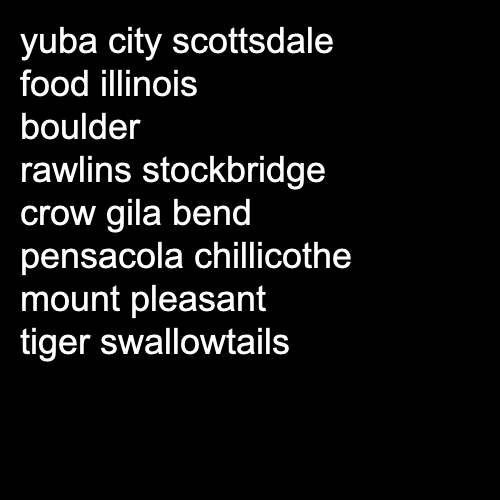 yuba city scottsdale
food illinois
boulder
rawlins stockbridge
crow gila bend
pensacola chillicothe
mount pleasant
tiger swallowtails